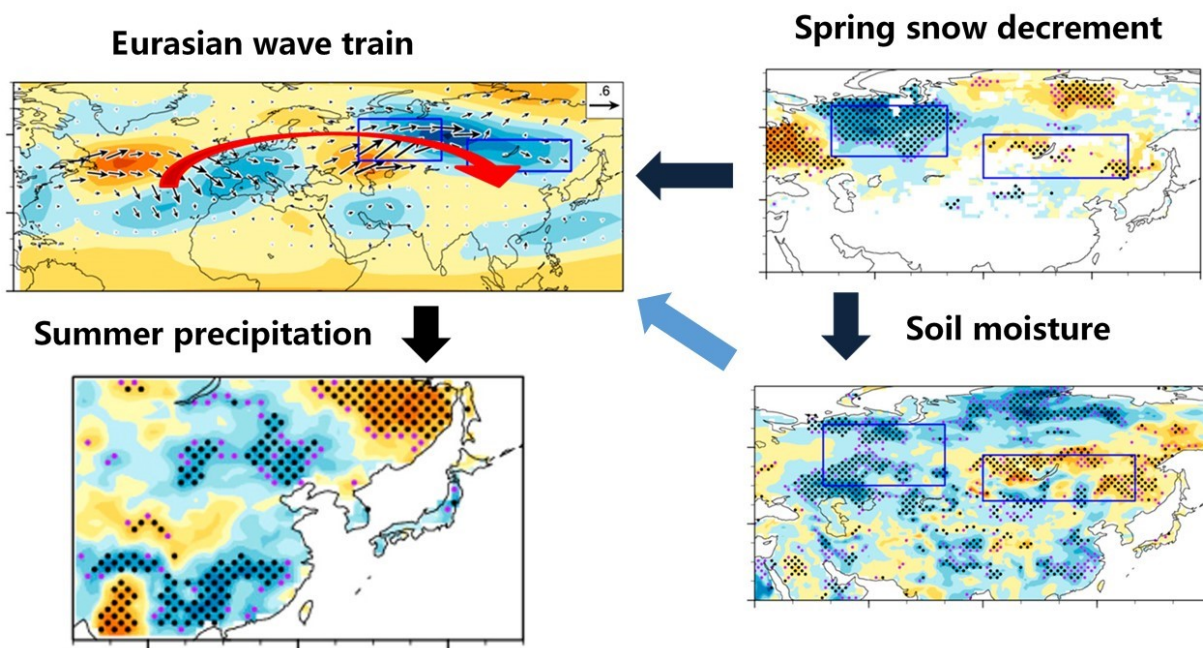 Eurasian wave train
Spring snow decrement
.6
Summer precipitation
Soil moisture